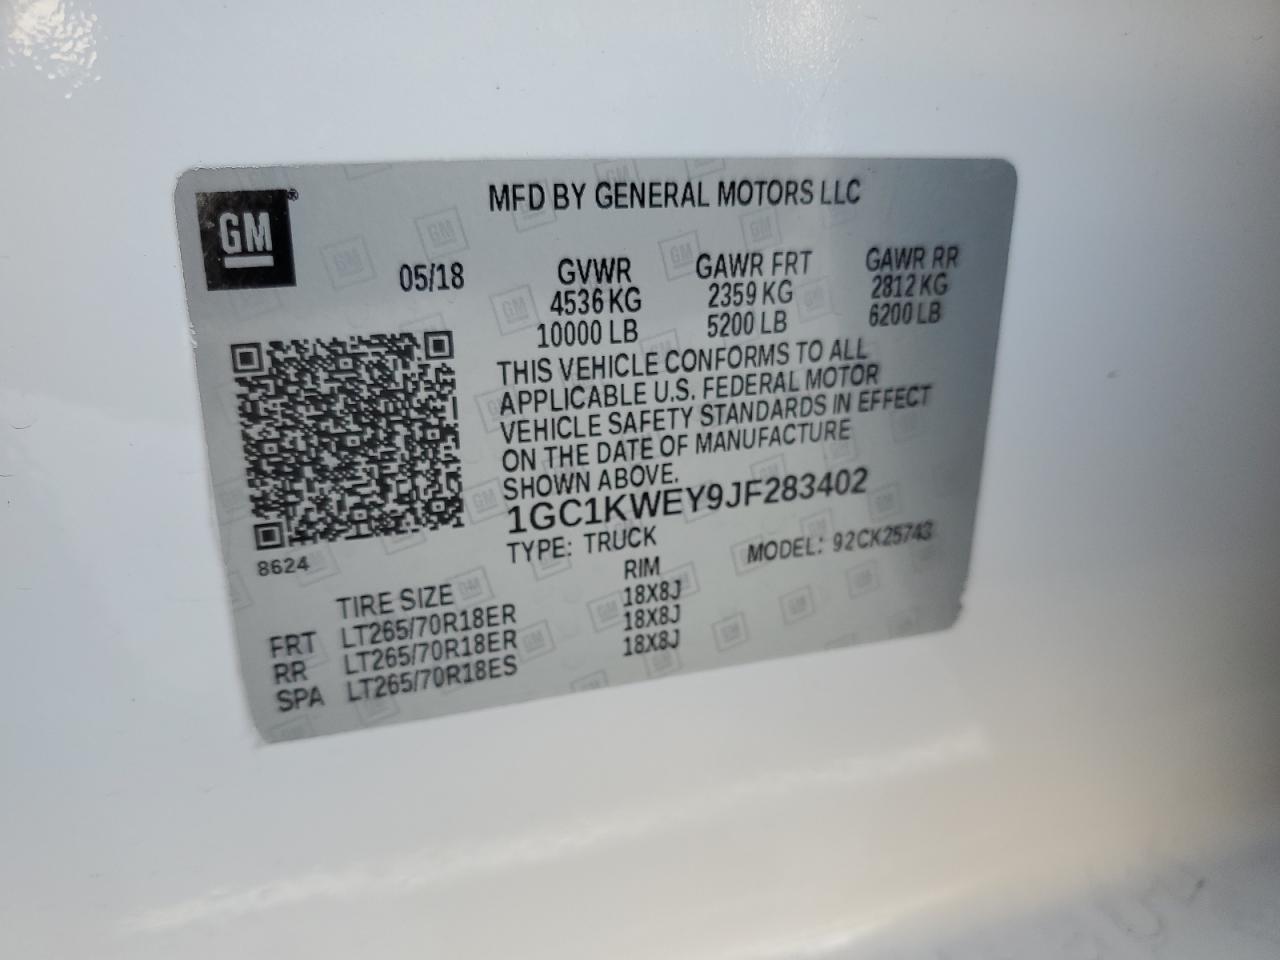 GM®
MFD BY GENERAL MOTORS LLC
05/18
GVWR GAWR FRT GAWR RR
4536 KG 2359 KG 2812 KG
10000 LB 5200 LB 6200 LB
THIS VEHICLE CONFORMS TO ALL
APPLICABLE U.S. FEDERAL MOTOR
VEHICLE SAFETY STANDARDS IN EFFECT
ON THE DATE OF MANUFACTURE
SHOWN ABOVE.
1GC1KWEY9JF283402
TYPE: TRUCK MODEL: 92CK25743
8624
TIRE SIZE RIM
FRT LT265/70R18ER 18X8J
RR LT265/70R18ER 18X8J
SPA LT265/70R18ES 18X8J